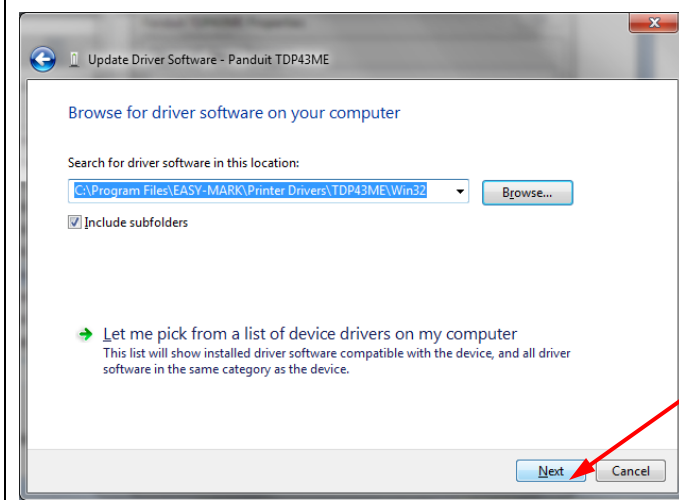 Update Driver Software - Panduit TDP43ME
Browse for driver software on your computer
Search for driver software in this location:
C:\Program Files\EASY-MARK\Printer Drivers\TDP43ME\Win32
Browse...
Include subfolders
Let me pick from a list of device drivers on my computer
This list will show installed driver software compatible with the device, and all driver
software in the same category as the device.
Next
Cancel